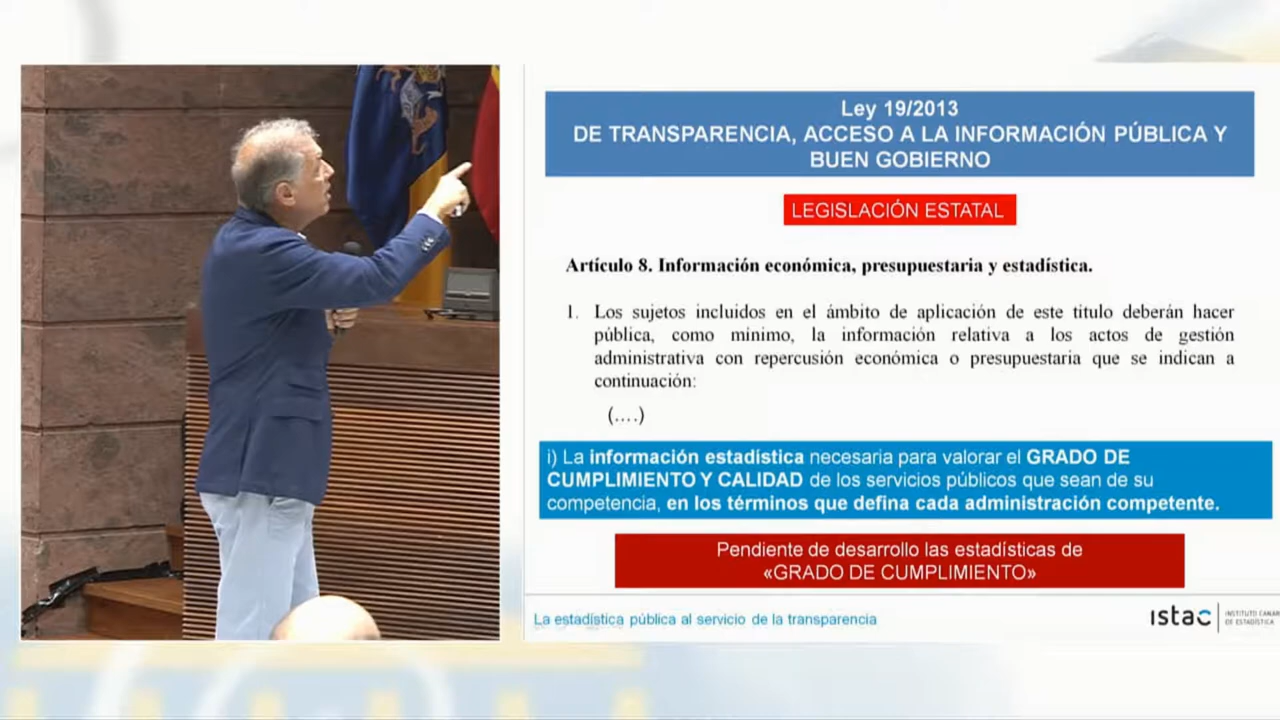 Ley 19/2013
DE TRANSPARENCIA, ACCESO A LA INFORMACIÓN PÚBLICA Y
BUEN GOBIERNO
LEGISLACIÓN ESTATAL
Artículo 8. Información económica, presupuestaria y estadística.
1. Los sujetos incluidos en el ámbito de aplicación de este título deberán hacer
pública, como mínimo, la información relativa a los actos de gestión
administrativa con repercusión económica o presupuestaria que se indican a
continuación:
(....)
i) La información estadística necesaria para valorar el GRADO DE
CUMPLIMIENTO Y CALIDAD de los servicios públicos que sean de su
competencia, en los términos que defina cada administración competente.
Pendiente de desarrollo las estadísticas de
«GRADO DE CUMPLIMIENTO»
La estadística pública al servicio de la transparencia
istac
INSTITUTO CANAR
DE ESTADÍSTICA